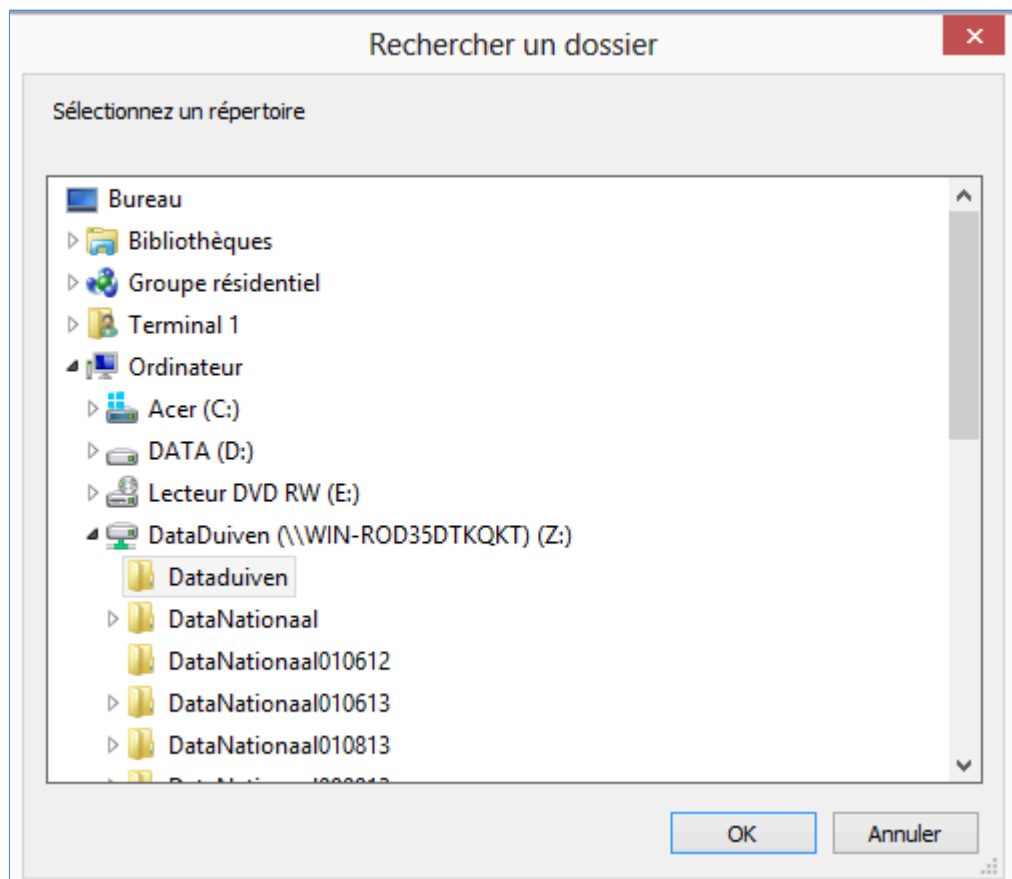 Rechercher un dossier
Sélectionnez un répertoire
Bureau
Bibliothèques
Groupe résidentiel
Terminal 1
Ordinateur
Acer (C:)
DATA (D:)
Lecteur DVD RW (E:)
DataDuiven (\\WIN-ROD35DTKQKT) (Z:)
Dataduiven
DataNationaal
DataNationaal010612
DataNationaal010613
DataNationaal010813
OK Annuler